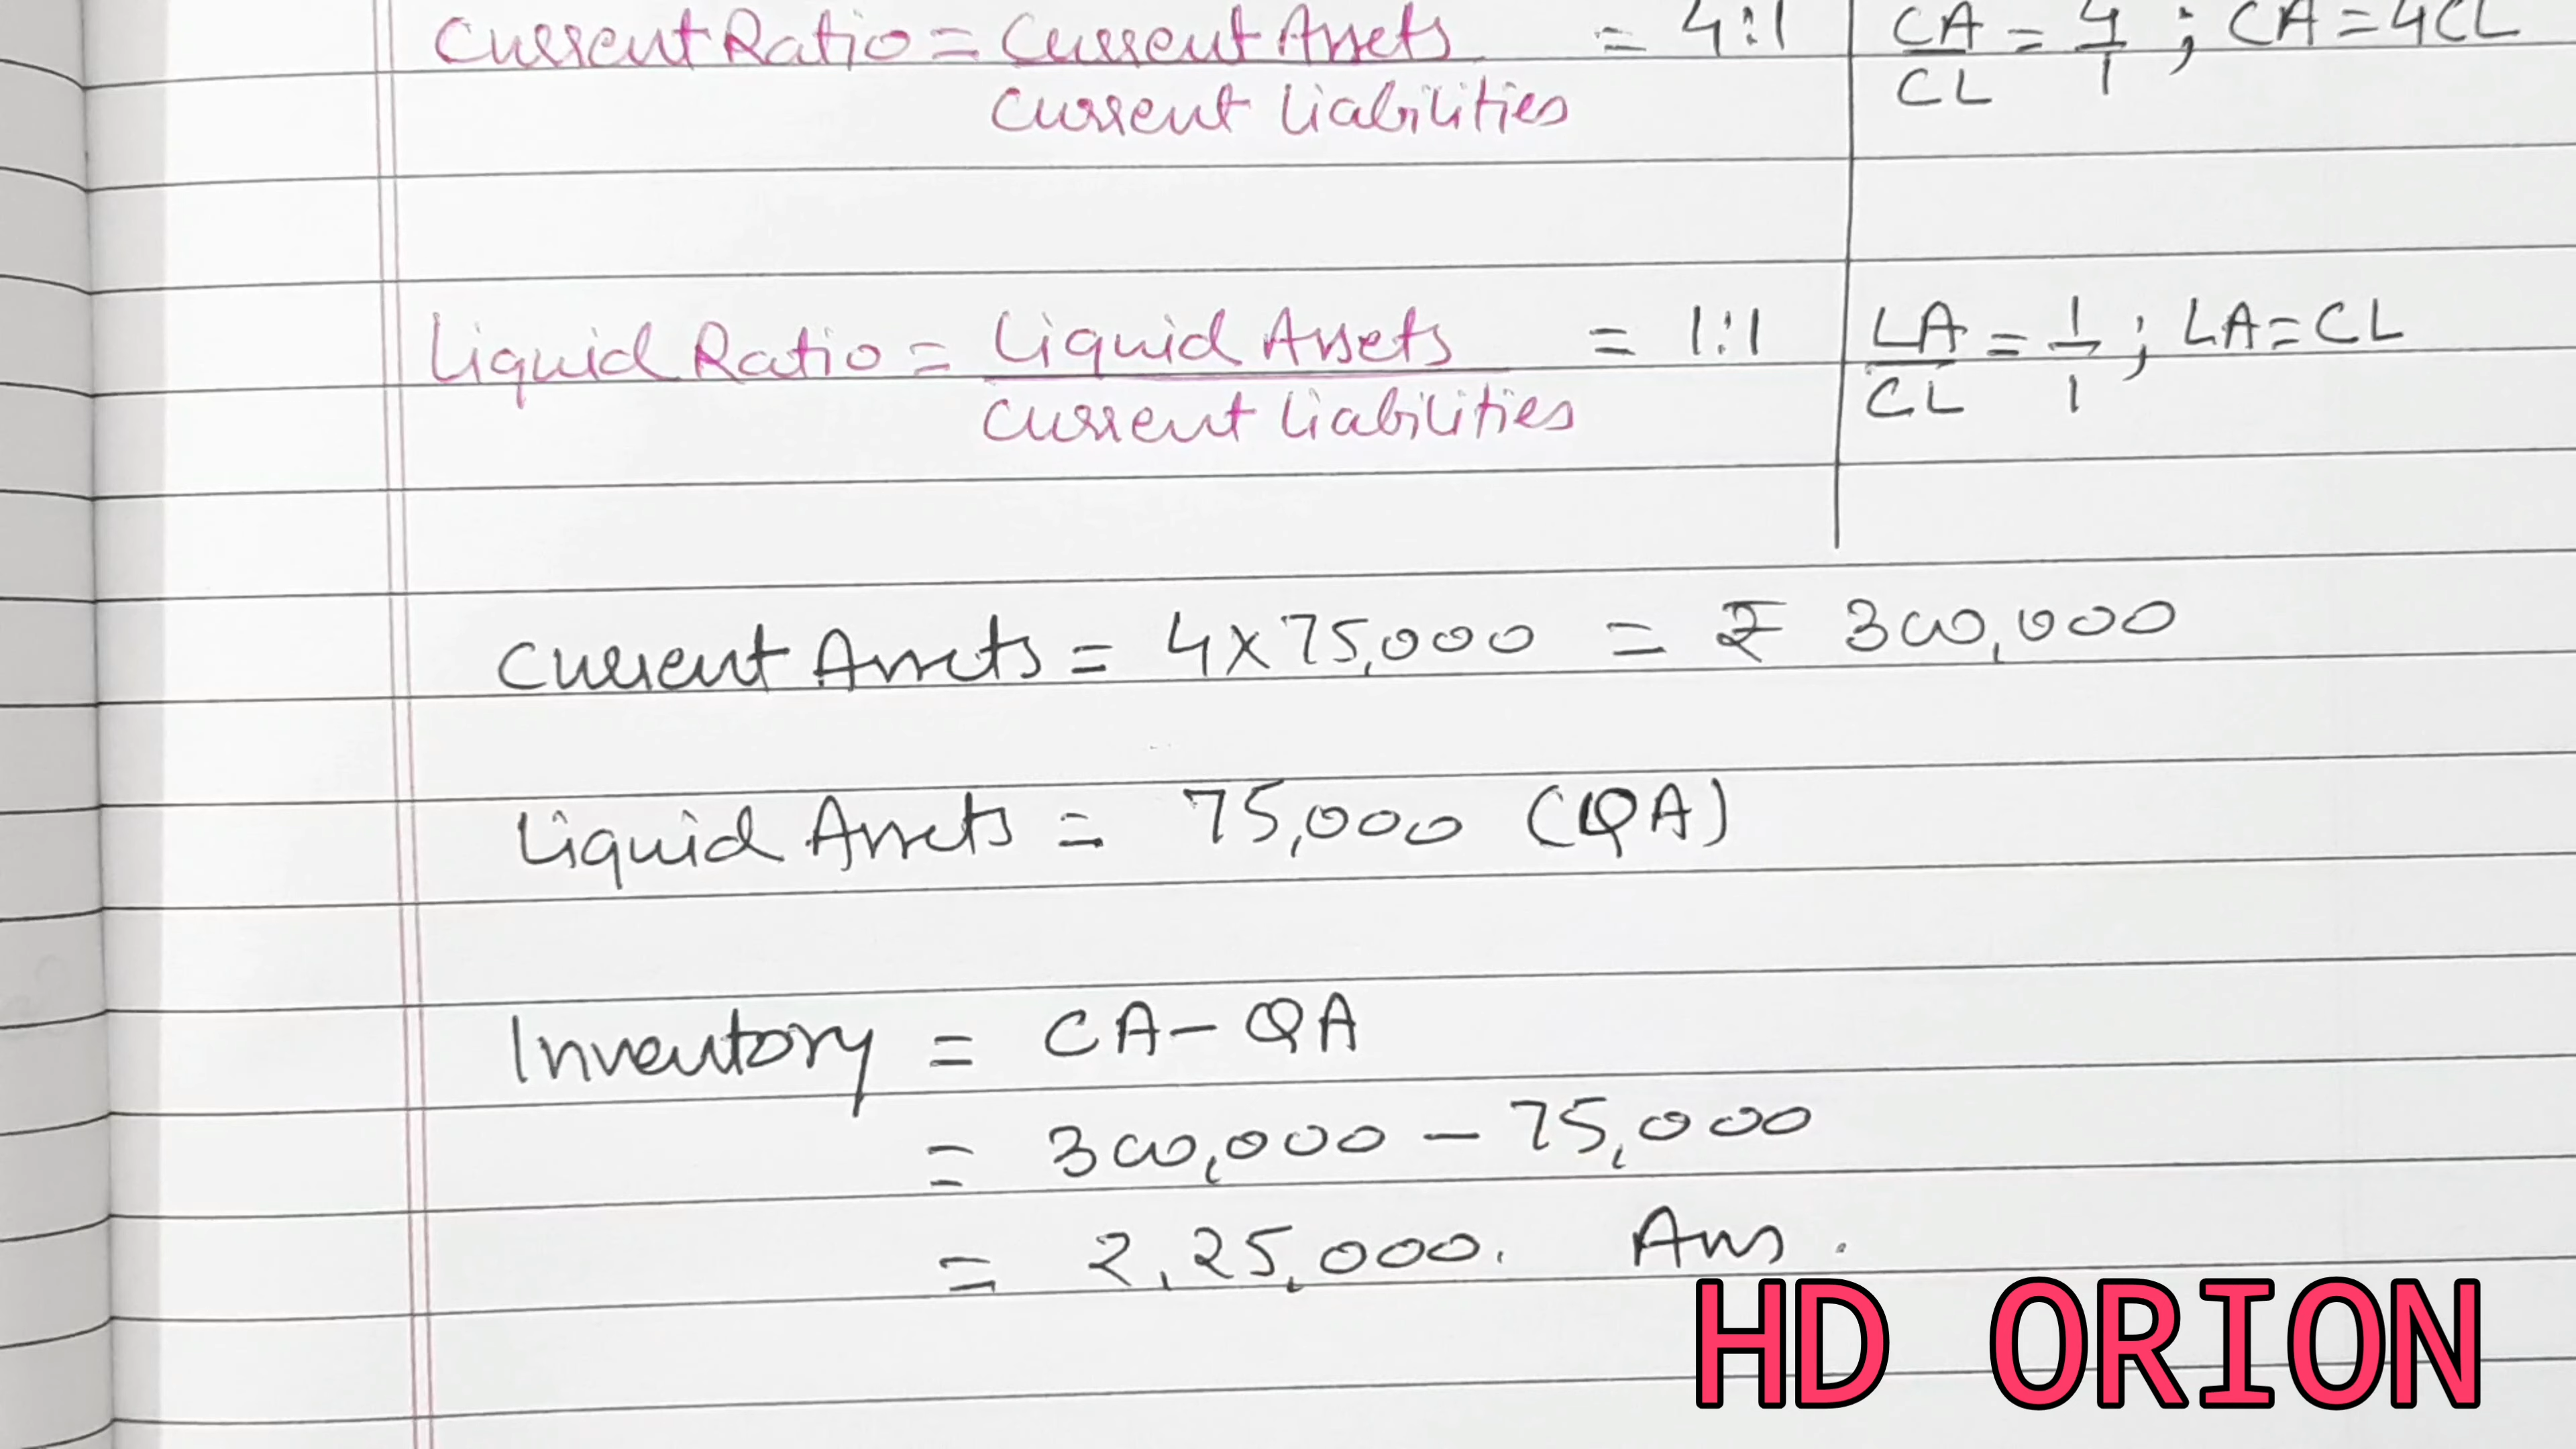 Current Ratio = Current Assets = 4:1 CA = 4 ; CA = 4CL
Current liabilities CL 1
Liquid Ratio = Liquid Assets = 1:1 LA = 1 ; LA = CL
Current liabilities CL 1
Current Assets = 4 x 75,000 = ₹ 300,000
Liquid Assets = 75,000 (QA)
Inventory = CA - QA
= 300,000 - 75,000
= 2,25,000. Ans.
HD ORION